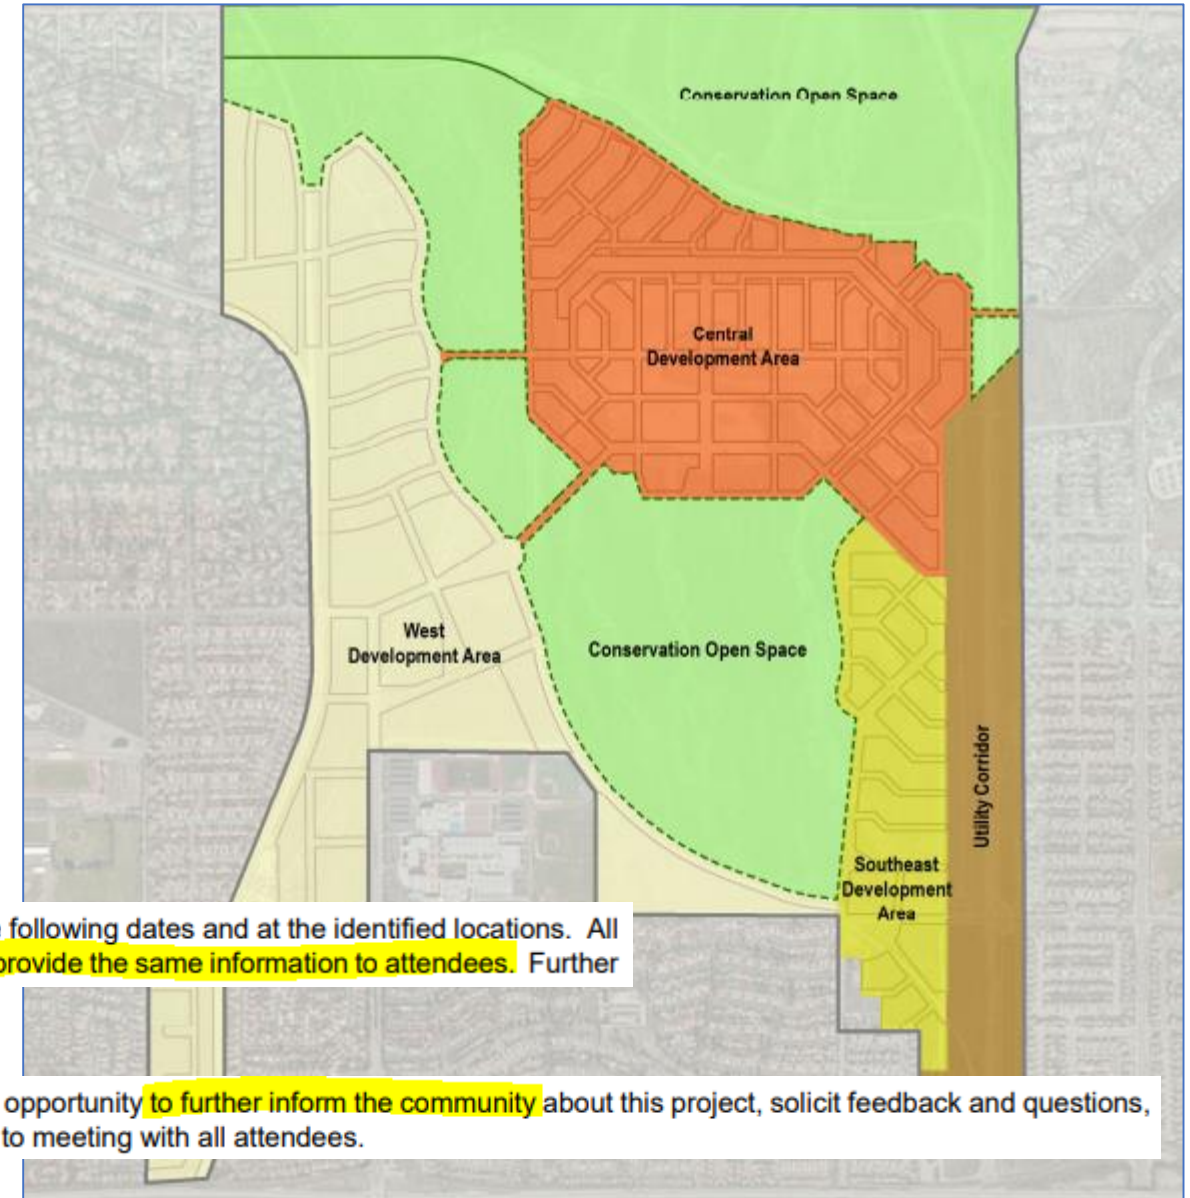 Conservation Open Space
Central
Development Area
West
Development Area
Conservation Open Space
Utility Corridor
Southeast
Development
Area
following dates and at the identified locations. All
provide the same information to attendees. Further
opportunity to further inform the community about this project, solicit feedback and questions,
to meeting with all attendees.